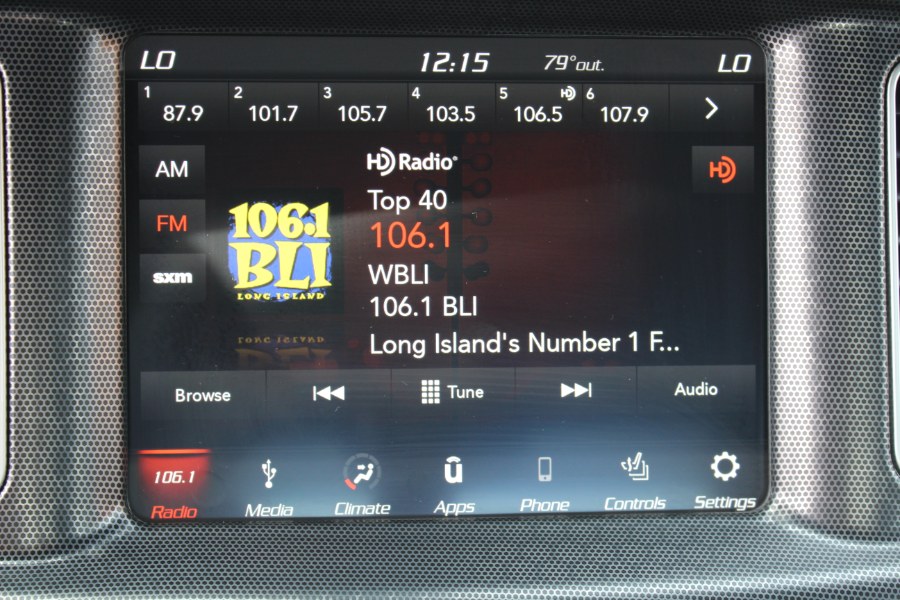 LO 12:15 79° out. LO
1 2 3 4 5 HD 6
87.9 101.7 105.7 103.5 106.5 107.9
AM
FM
sxm
106.1
BLI
LONG ISLAND
HD Radio
Top 40
106.1
WBLI
106.1 BLI
Long Island's Number 1 F...
HD
Browse Tune Audio
106.1
Radio Media Climate Apps Phone Controls Settings